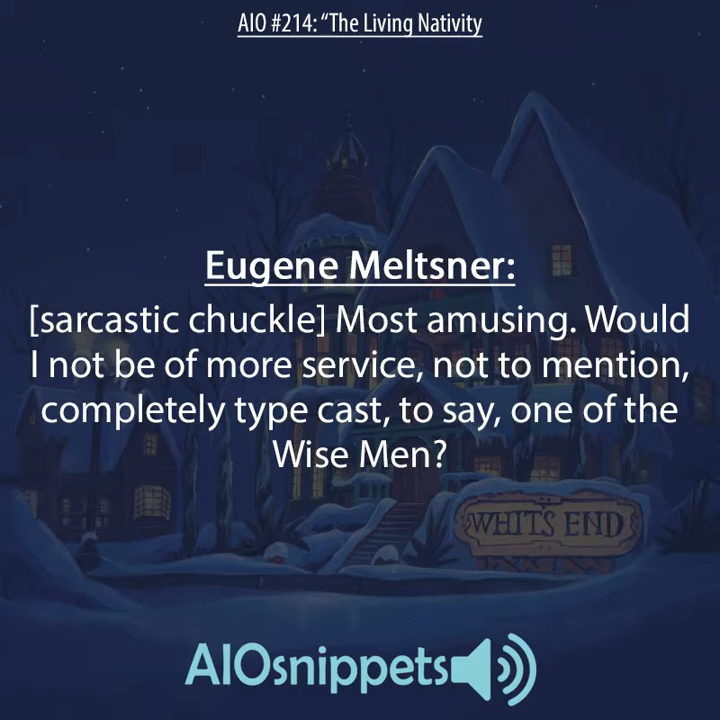 AIO #214: “The Living Nativity
Eugene Meltsner:
[sarcastic chuckle] Most amusing. Would
I not be of more service, not to mention,
completely type cast, to say, one of the
Wise Men?
WHIT'S END
AIOsnippets